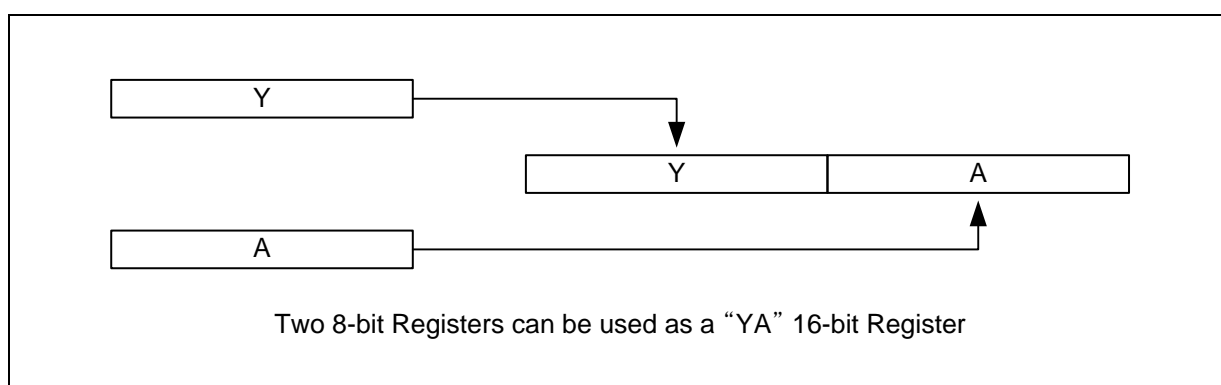 Y
Y A
A
Two 8-bit Registers can be used as a “YA” 16-bit Register